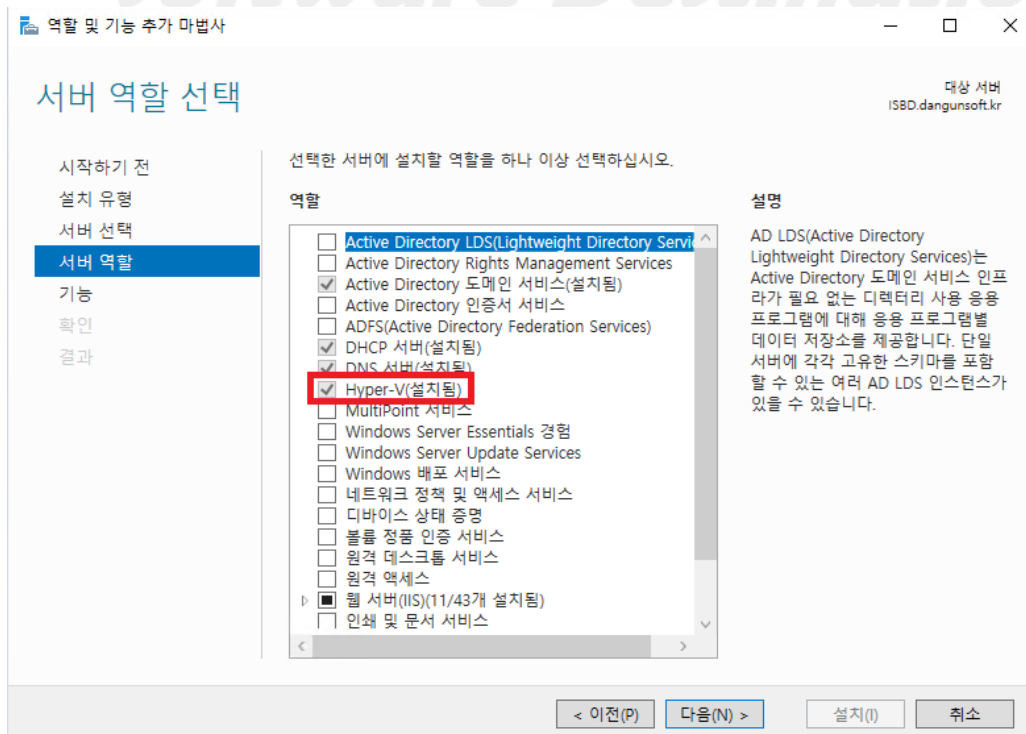 역할 및 기능 추가 마법사
서버 역할 선택
대상 서버
ISBD.dangunsoft.kr
시작하기 전
설치 유형
서버 선택
서버 역할
기능
확인
결과
선택한 서버에 설치할 역할을 하나 이상 선택하십시오.
역할
Active Directory LDS(Lightweight Directory
Active Directory Rights Management Services
Active Directory 도메인 서비스(설치됨)
Active Directory 인증서 서비스
ADFS(Active Directory Federation Services)
DHCP 서버(설치됨)
DNS 서버(설치됨)
Hyper-V(설치됨)
MultiPoint 서비스
Windows Server Essentials 경험
Windows Server Update Services
Windows 배포 서비스
네트워크 정책 및 액세스 서비스
디바이스 상태 증명
볼륨 정품 인증 서비스
원격 데스크톱 서비스
원격 액세스
웹 서버(IIS)(11/43개 설치됨)
인쇄 및 문서 서비스
설명
AD LDS(Active Directory
Lightweight Directory Services)는
Active Directory 도메인 서비스 인프
라가 필요 없는 디렉터리 사용 응용
프로그램에 대해 응용 프로그램별
데이터 저장소를 제공합니다. 단일
서버에 각각 고유한 스키마를 포함
할 수 있는 여러 AD LDS 인스턴스가
있을 수 있습니다.
< 이전(P)
다음(N) >
설치(I)
취소